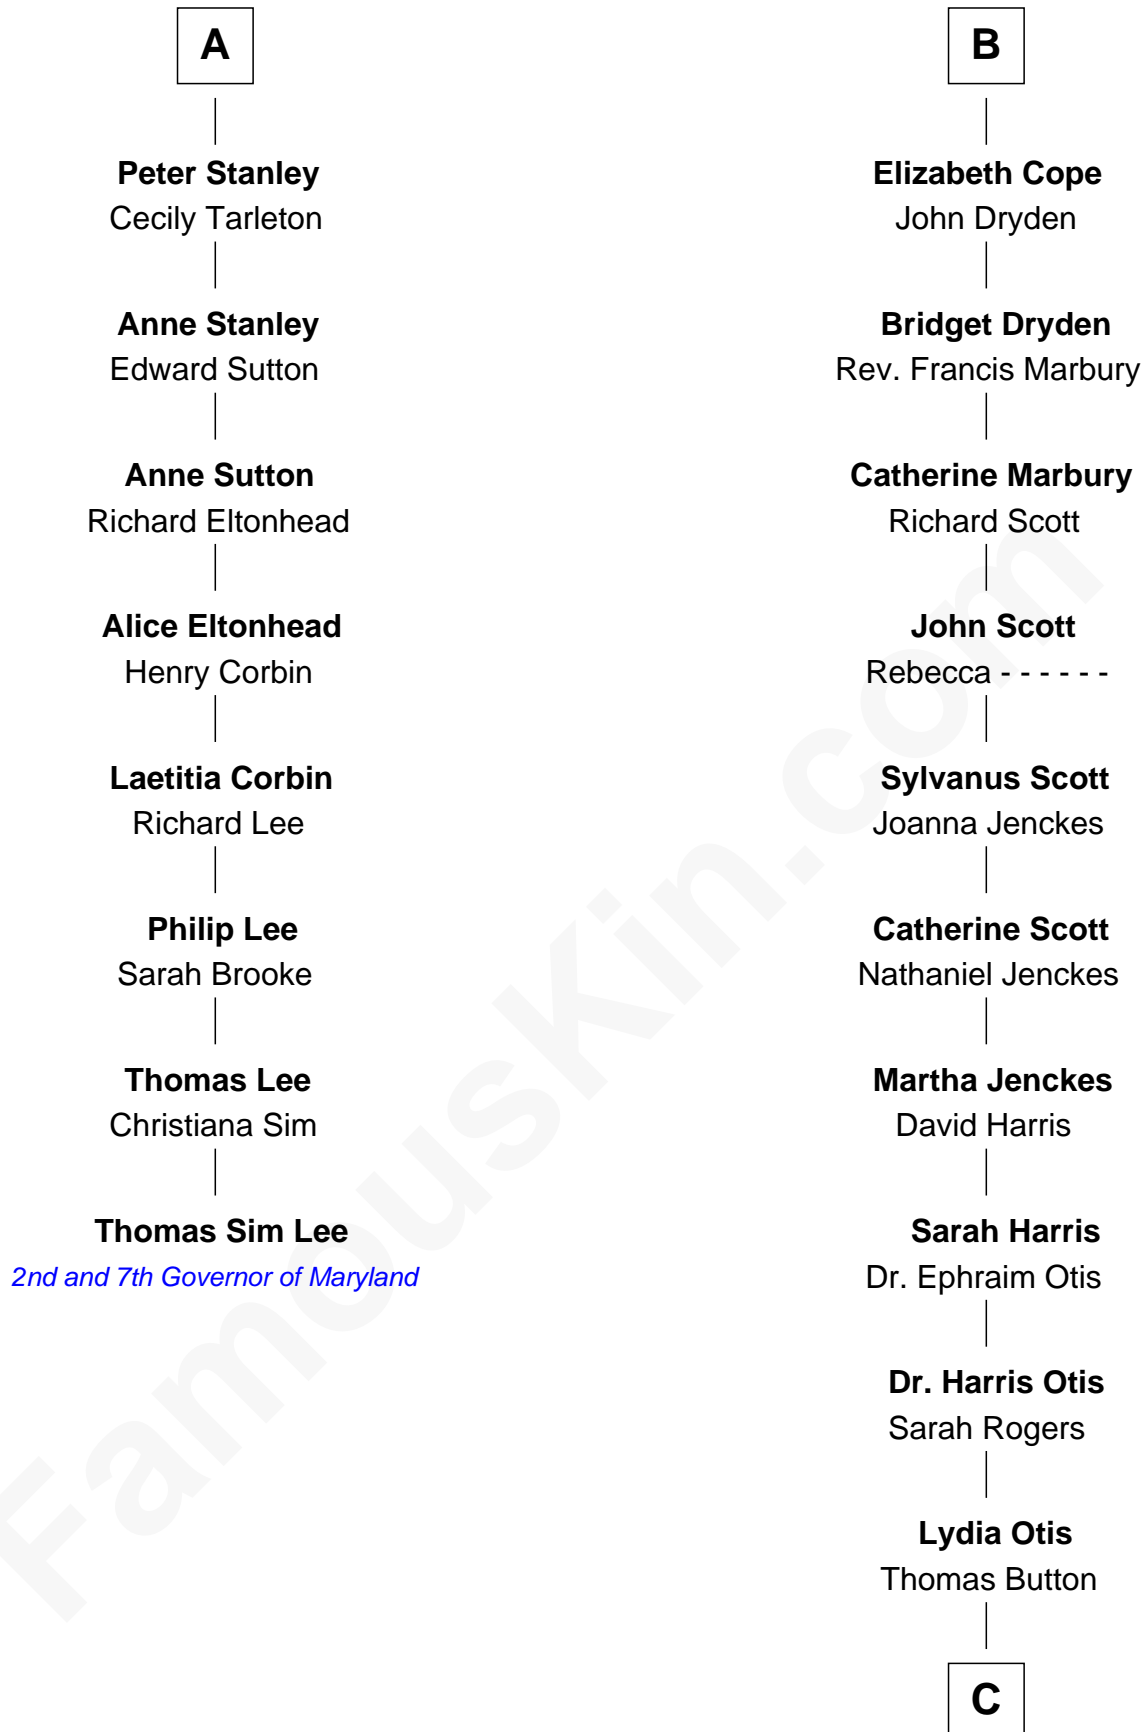 A
Peter Stanley
Cecily Tarleton
Anne Stanley
Edward Sutton
Anne Sutton
Richard Eltonhead
Alice Eltonhead
Henry Corbin
Laetitia Corbin
Richard Lee
Philip Lee
Sarah Brooke
Thomas Lee
Christiana Sim
Thomas Sim Lee
2nd and 7th Governor of Maryland
B
Elizabeth Cope
John Dryden
Bridget Dryden
Rev. Francis Marbury
Catherine Marbury
Richard Scott
John Scott
Rebecca - - - - - -
Sylvanus Scott
Joanna Jenckes
Catherine Scott
Nathaniel Jenckes
Martha Jenckes
David Harris
Sarah Harris
Dr. Ephraim Otis
Dr. Harris Otis
Sarah Rogers
Lydia Otis
Thomas Button
C
FamousKin.com